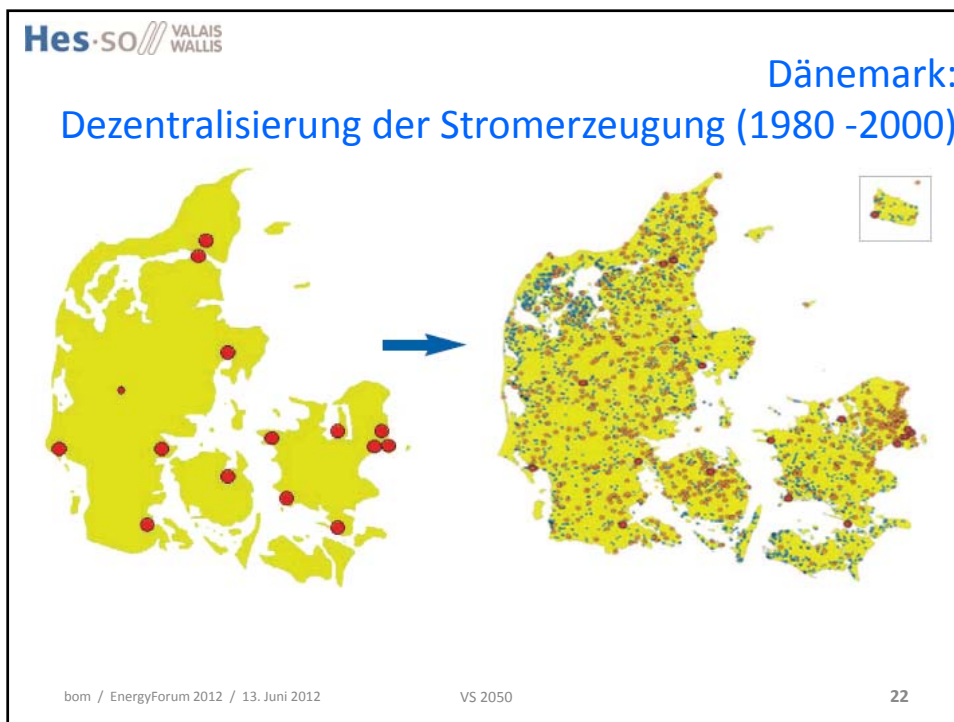 Hes·so VALAIS
WALLIS
Dänemark:
Dezentralisierung der Stromerzeugung (1980 -2000)
bom / EnergyForum 2012 / 13. Juni 2012
VS 2050
22